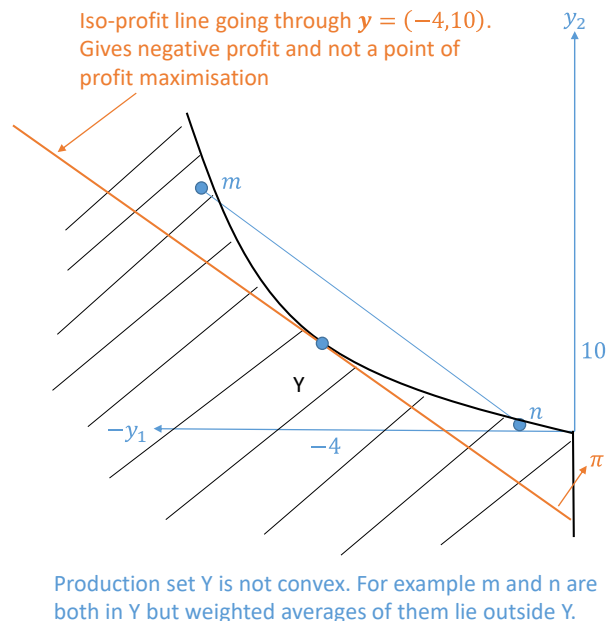 Iso-profit line going through 𝒚 = (−4,10).
Gives negative profit and not a point of
profit maximisation
𝑦₂
𝑚
10
Y
𝑛
−𝑦₁
−4
𝜋
Production set Y is not convex. For example m and n are
both in Y but weighted averages of them lie outside Y.